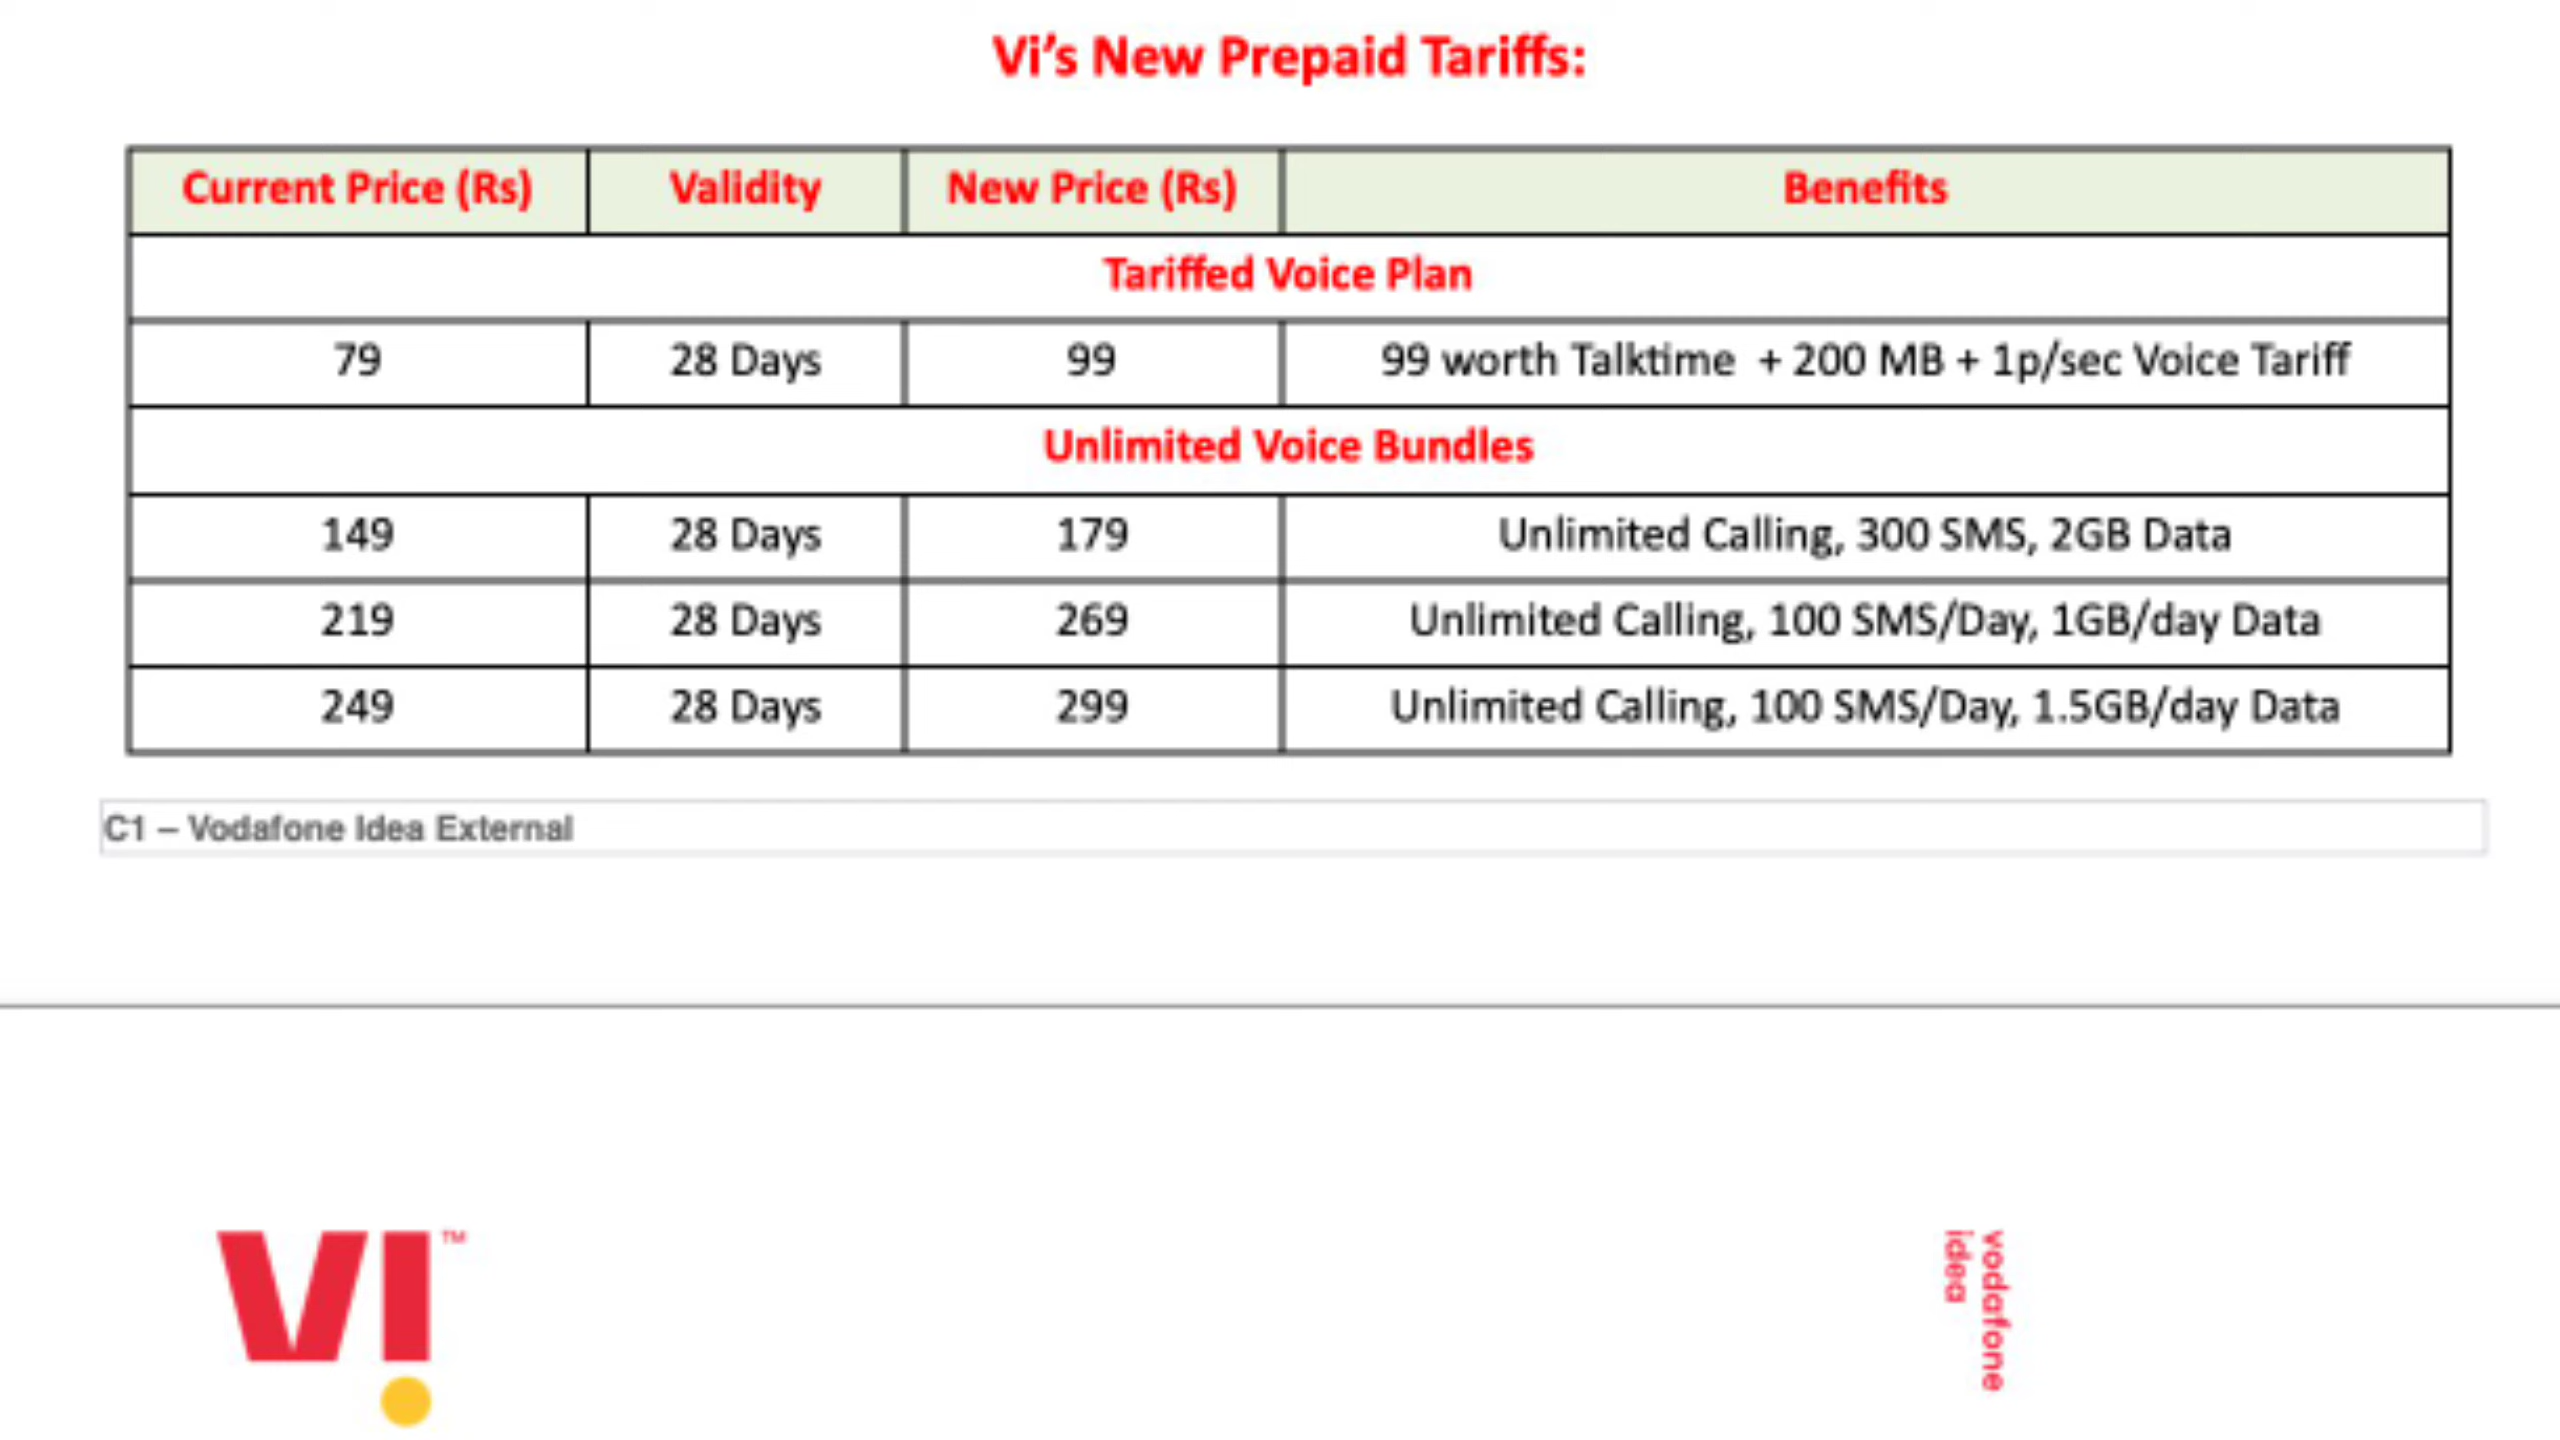 Vi's New Prepaid Tariffs:
Current Price (Rs) Validity New Price (Rs) Benefits
Tariffed Voice Plan
79 28 Days 99 99 worth Talktime + 200 MB + 1p/sec Voice Tariff
Unlimited Voice Bundles
149 28 Days 179 Unlimited Calling, 300 SMS, 2GB Data
219 28 Days 269 Unlimited Calling, 100 SMS/Day, 1GB/day Data
249 28 Days 299 Unlimited Calling, 100 SMS/Day, 1.5GB/day Data
C1 – Vodafone Idea External
VI™
vodafone
idea